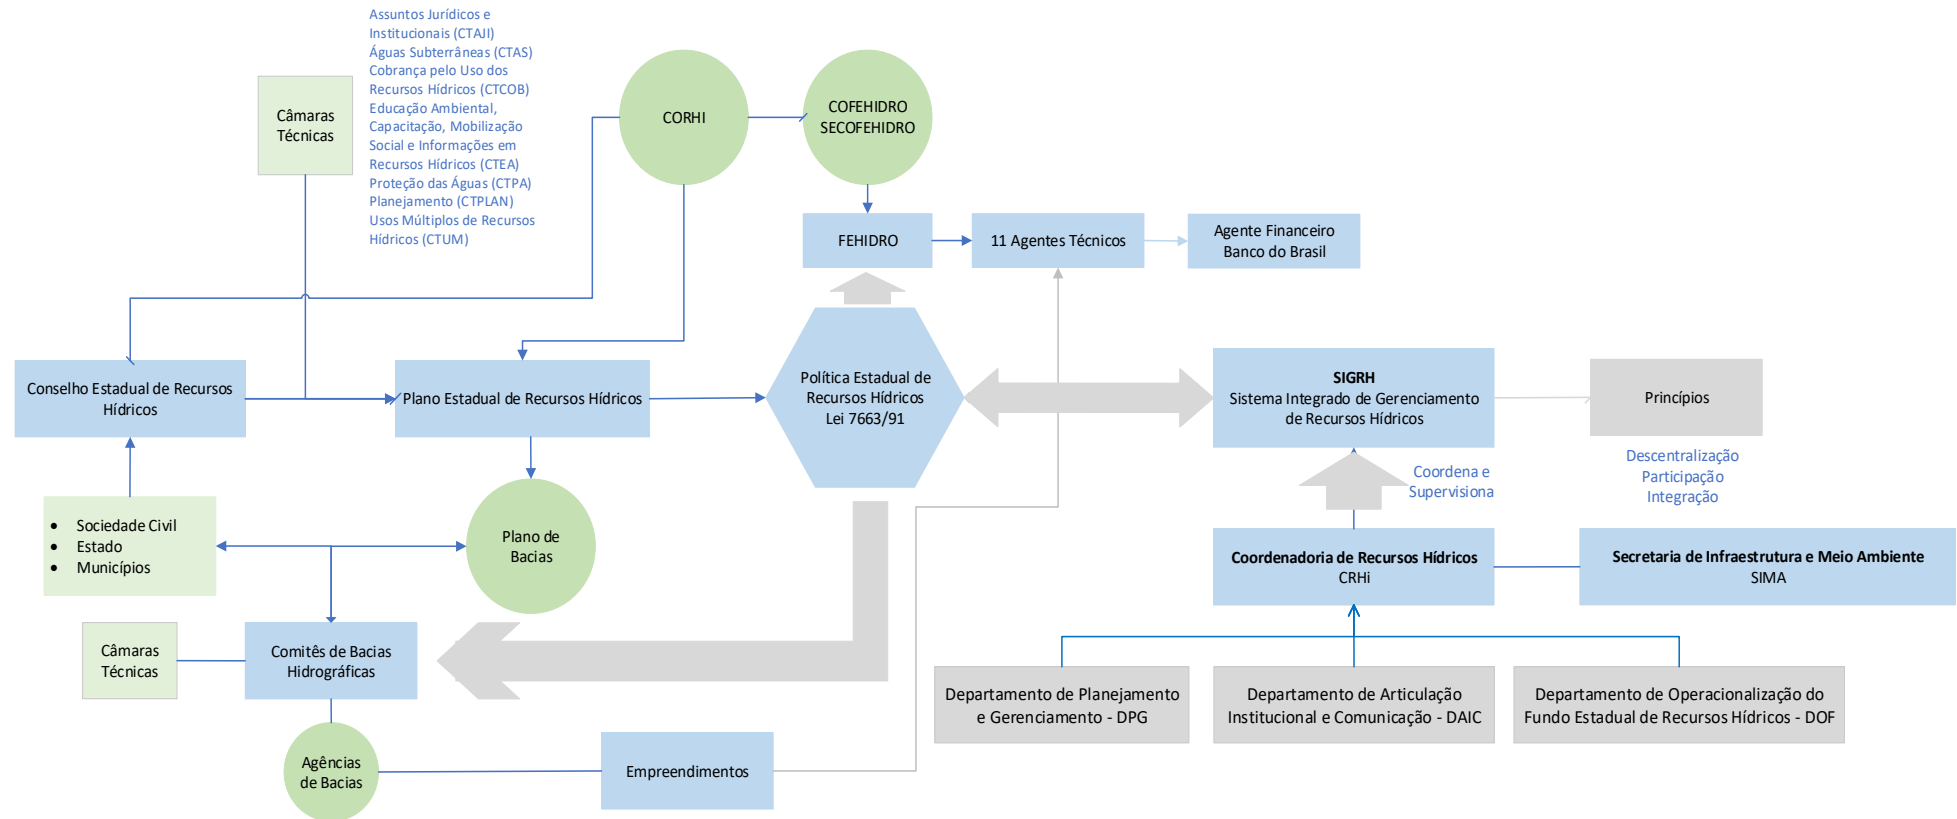 Assuntos Jurídicos e
Institucionais (CTAJI)
Águas Subterrâneas (CTAS)
Cobrança pelo Uso dos
Recursos Hídricos (CTCOB)
Educação Ambiental,
Capacitação, Mobilização
Social e Informações em
Recursos Hídricos (CTEA)
Proteção das Águas (CTPA)
Planejamento (CTPLAN)
Usos Múltiplos de Recursos
Hídricos (CTUM)
Câmaras
Técnicas
CORHI
COFEHIDRO
SECOFEHIDRO
FEHIDRO
11 Agentes Técnicos
Agente Financeiro
Banco do Brasil
Conselho Estadual de Recursos
Hídricos
Plano Estadual de Recursos Hídricos
Política Estadual de
Recursos Hídricos
Lei 7663/91
SIGRH
Sistema Integrado de Gerenciamento
de Recursos Hídricos
Princípios
Descentralização
Participação
Integração
Coordena e
Supervisiona
• Sociedade Civil
• Estado
• Municípios
Plano de
Bacias
Coordenadoria de Recursos Hídricos
CRHi
Secretaria de Infraestrutura e Meio Ambiente
SIMA
Câmaras
Técnicas
Comitês de Bacias
Hidrográficas
Departamento de Planejamento
e Gerenciamento - DPG
Departamento de Articulação
Institucional e Comunicação - DAIC
Departamento de Operacionalização do
Fundo Estadual de Recursos Hídricos - DOF
Agências
de Bacias
Empreendimentos